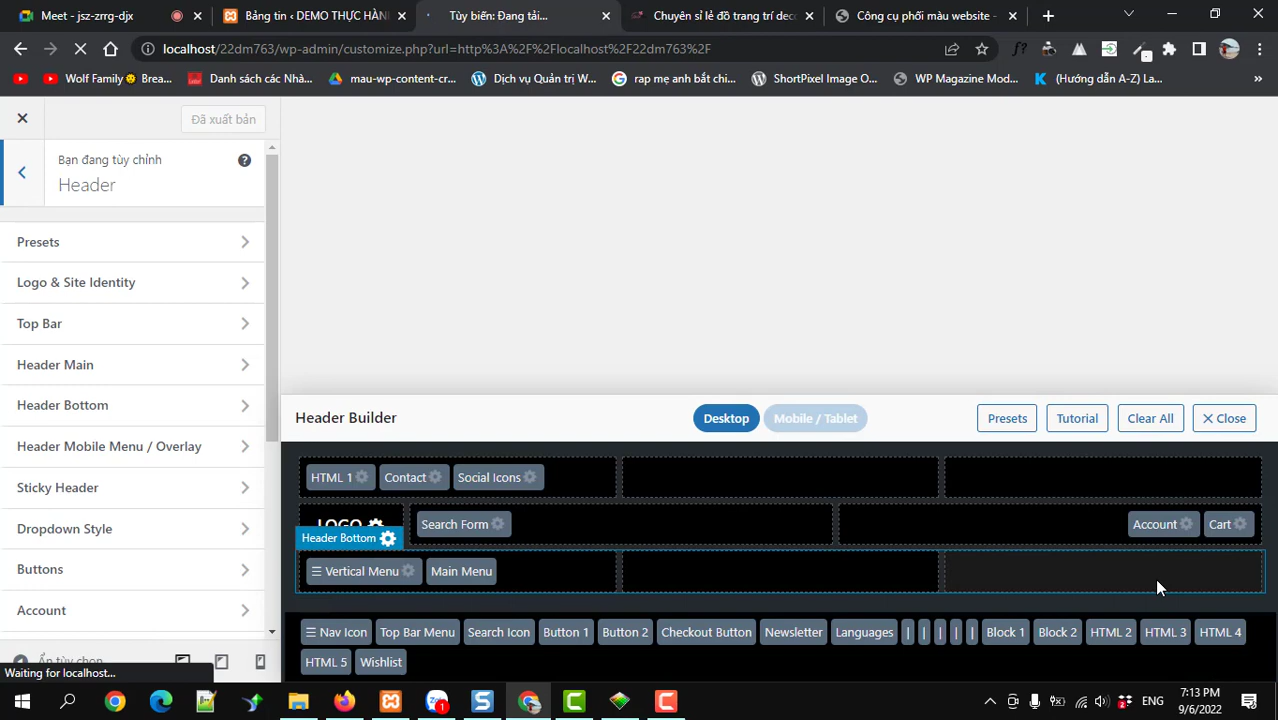 Meet - jsz-zrrg-djx
Bảng tin ‹ DEMO THỰC HÀN
Tùy biến: Đang tải...
Chuyên sỉ lẻ đồ trang trí deco
Công cụ phối màu website -
localhost/22dm763/wp-admin/customize.php?url=http%3A%2F%2Flocalhost%2F22dm763%2F
Wolf Family Brea...
Danh sách các Nhà...
mau-wp-content-cr...
Dịch vụ Quản trị W...
rap mẹ anh bắt chi...
ShortPixel Image O...
WP Magazine Mod...
(Hướng dẫn A-Z) La...
Đã xuất bản
Bạn đang tùy chỉnh
Header
Presets
Logo & Site Identity
Top Bar
Header Main
Header Bottom
Header Mobile Menu / Overlay
Sticky Header
Dropdown Style
Buttons
Account
Ẩn tùy chọn
Waiting for localhost...
Header Builder
Desktop
Mobile / Tablet
Presets
Tutorial
Clear All
Close
HTML 1
Contact
Social Icons
LOGO
Search Form
Account
Cart
Header Bottom
Vertical Menu
Main Menu
Nav Icon
Top Bar Menu
Search Icon
Button 1
Button 2
Checkout Button
Newsletter
Languages
|
|
|
|
|
Block 1
Block 2
HTML 2
HTML 3
HTML 4
HTML 5
Wishlist
ENG
7:13 PM
9/6/2022